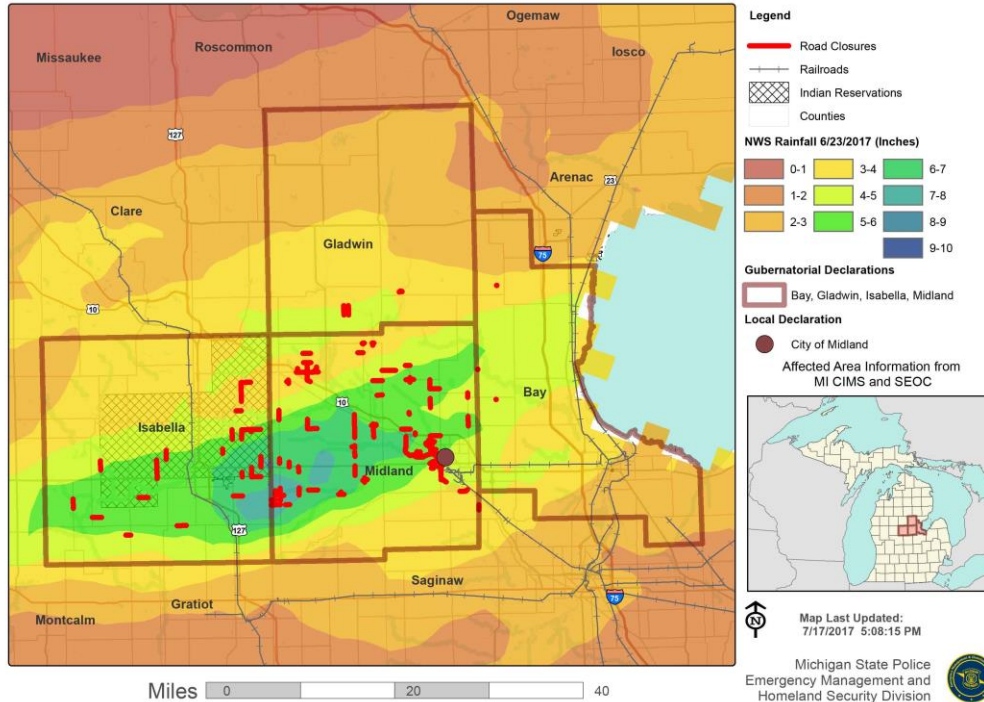 Ogemaw
Missaukee
Roscommon
Iosco
127
Arenac
23
Clare
Gladwin
75
10
Bay
10
Isabella
Midland
127
Saginaw
Gratiot
75
Montcalm
Miles 0 20 40
Legend
Road Closures
Railroads
Indian Reservations
Counties
NWS Rainfall 6/23/2017 (Inches)
0-1 3-4 6-7
1-2 4-5 7-8
2-3 5-6 8-9
9-10
Gubernatorial Declarations
Bay, Gladwin, Isabella, Midland
Local Declaration
City of Midland
Affected Area Information from
MI CIMS and SEOC
N
Map Last Updated:
7/17/2017 5:08:15 PM
Michigan State Police
Emergency Management and
Homeland Security Division